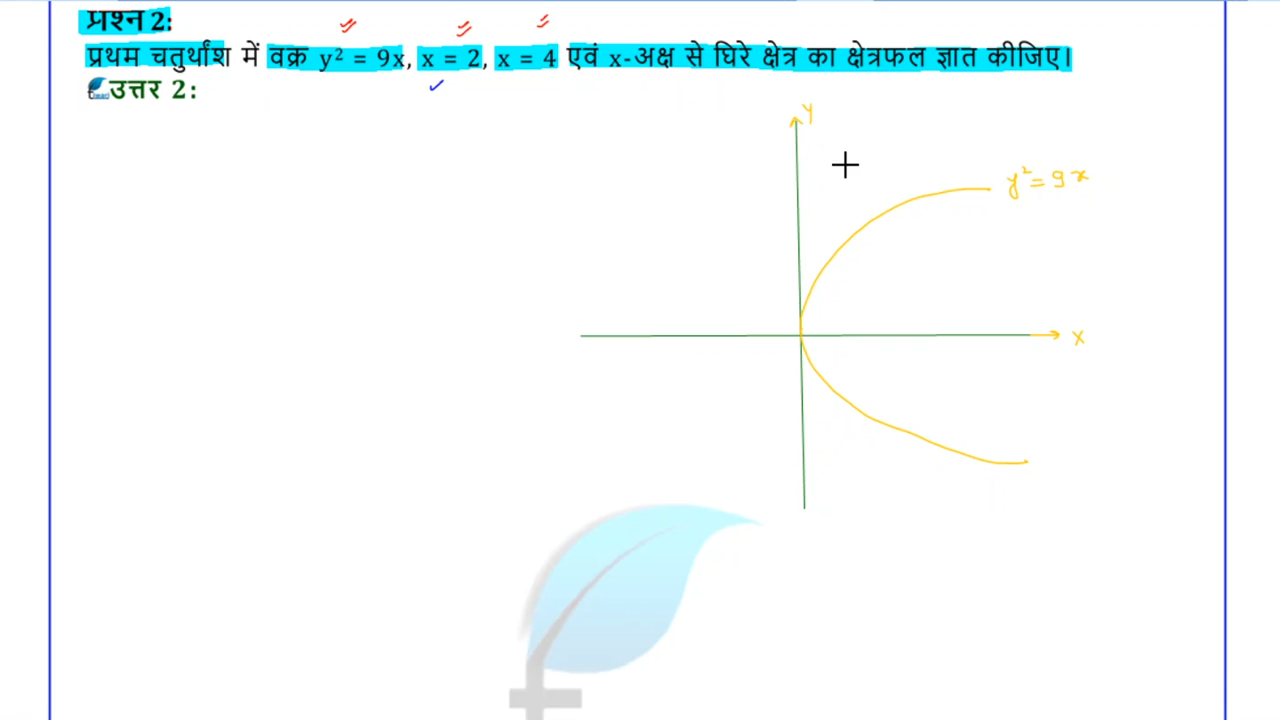 प्रश्न 2:
प्रथम चतुर्थांश में वक्र y² = 9x, x = 2, x = 4 एवं x-अक्ष से घिरे क्षेत्र का क्षेत्रफल ज्ञात कीजिए।
उत्तर 2:
Y
y² = 9x
X